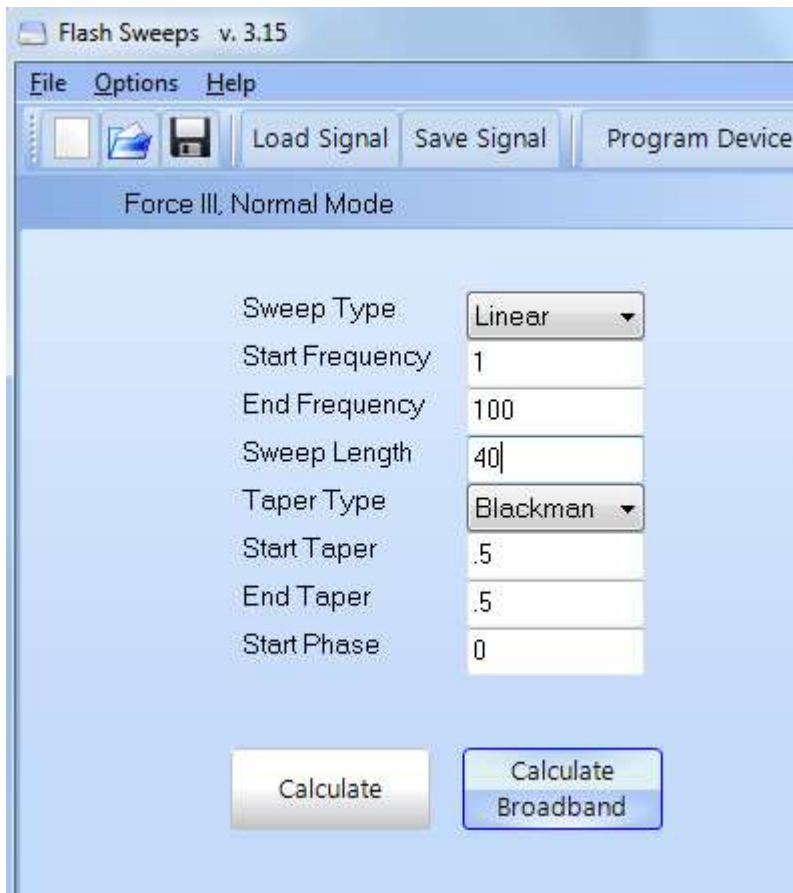 Flash Sweeps v. 3.15
File Options Help
Load Signal Save Signal Program Device
Force III, Normal Mode
Sweep Type Linear
Start Frequency 1
End Frequency 100
Sweep Length 40
Taper Type Blackman
Start Taper .5
End Taper .5
Start Phase 0
Calculate
Calculate
Broadband